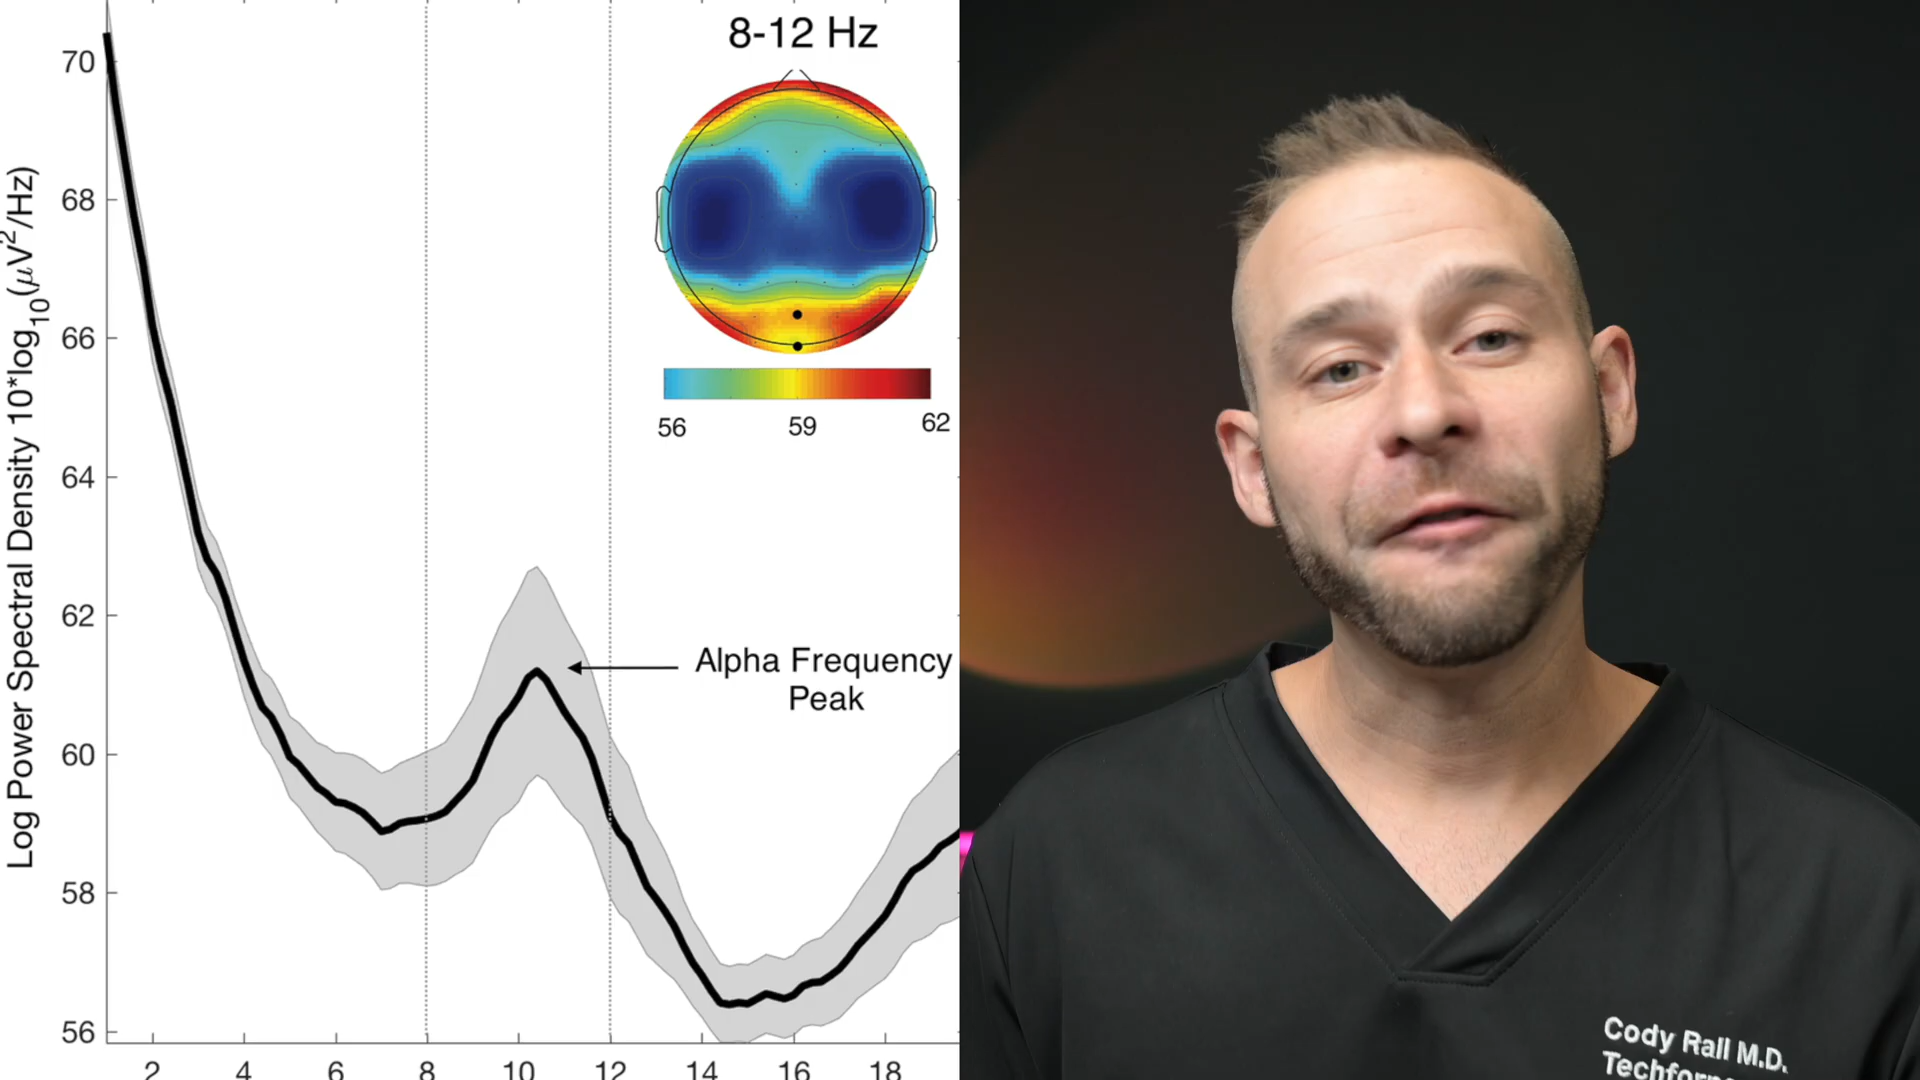 8-12 Hz
56 59 62
Log Power Spectral Density 10*log10(μV²/Hz)
70
68
66
64
62
60
58
56
Alpha Frequency
Peak
2 4 6 8 10 12 14 16 18
Cody Rall M.D.